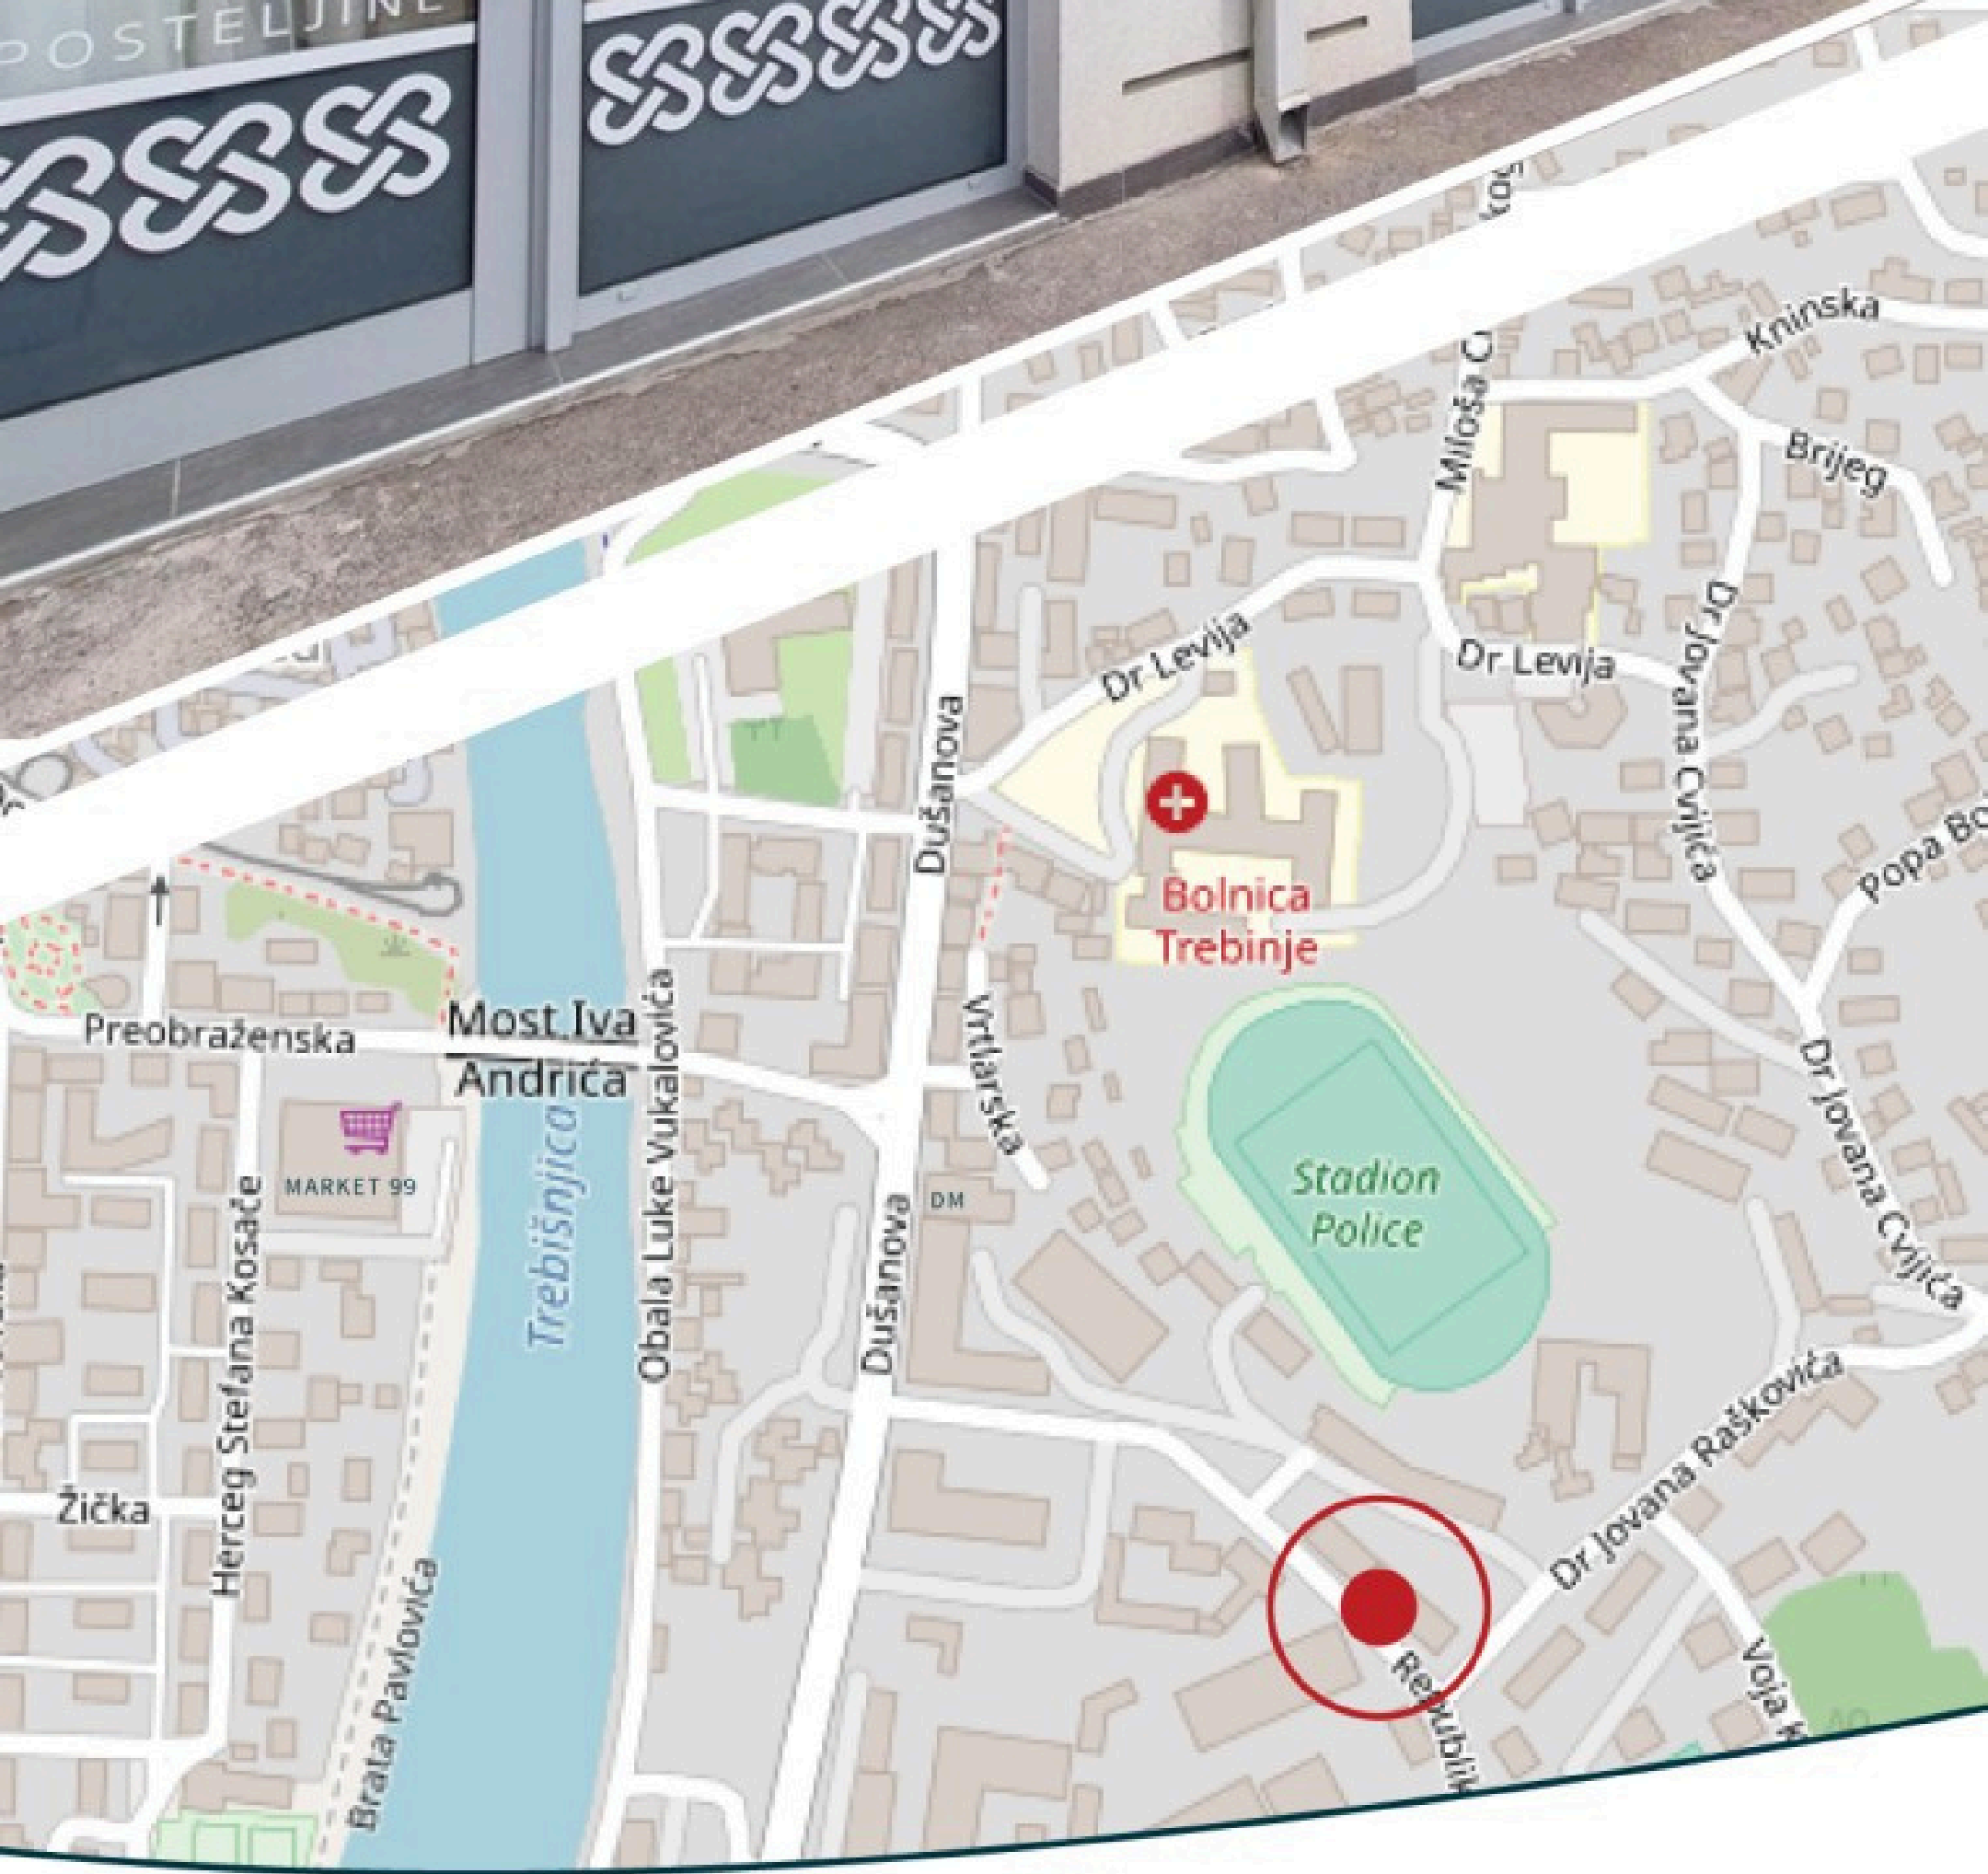 POSTELJINE
Kninska
Brijeg
Dr Levija
Dr Levija
Dr Jovana Cvijića
Dušanova
Popa
Bolnica
Trebinje
Preobraženska
Most Iva
Andrića
Vrtlarska
Obala Luke Vukalovića
MARKET 99
DM
Trebišnjica
Stadion
Police
Herceg Stefana Kosače
Dušanova
Dr Jovana Cvijića
Žička
Dr Jovana Raškovića
Brata Pavlovića
Voja